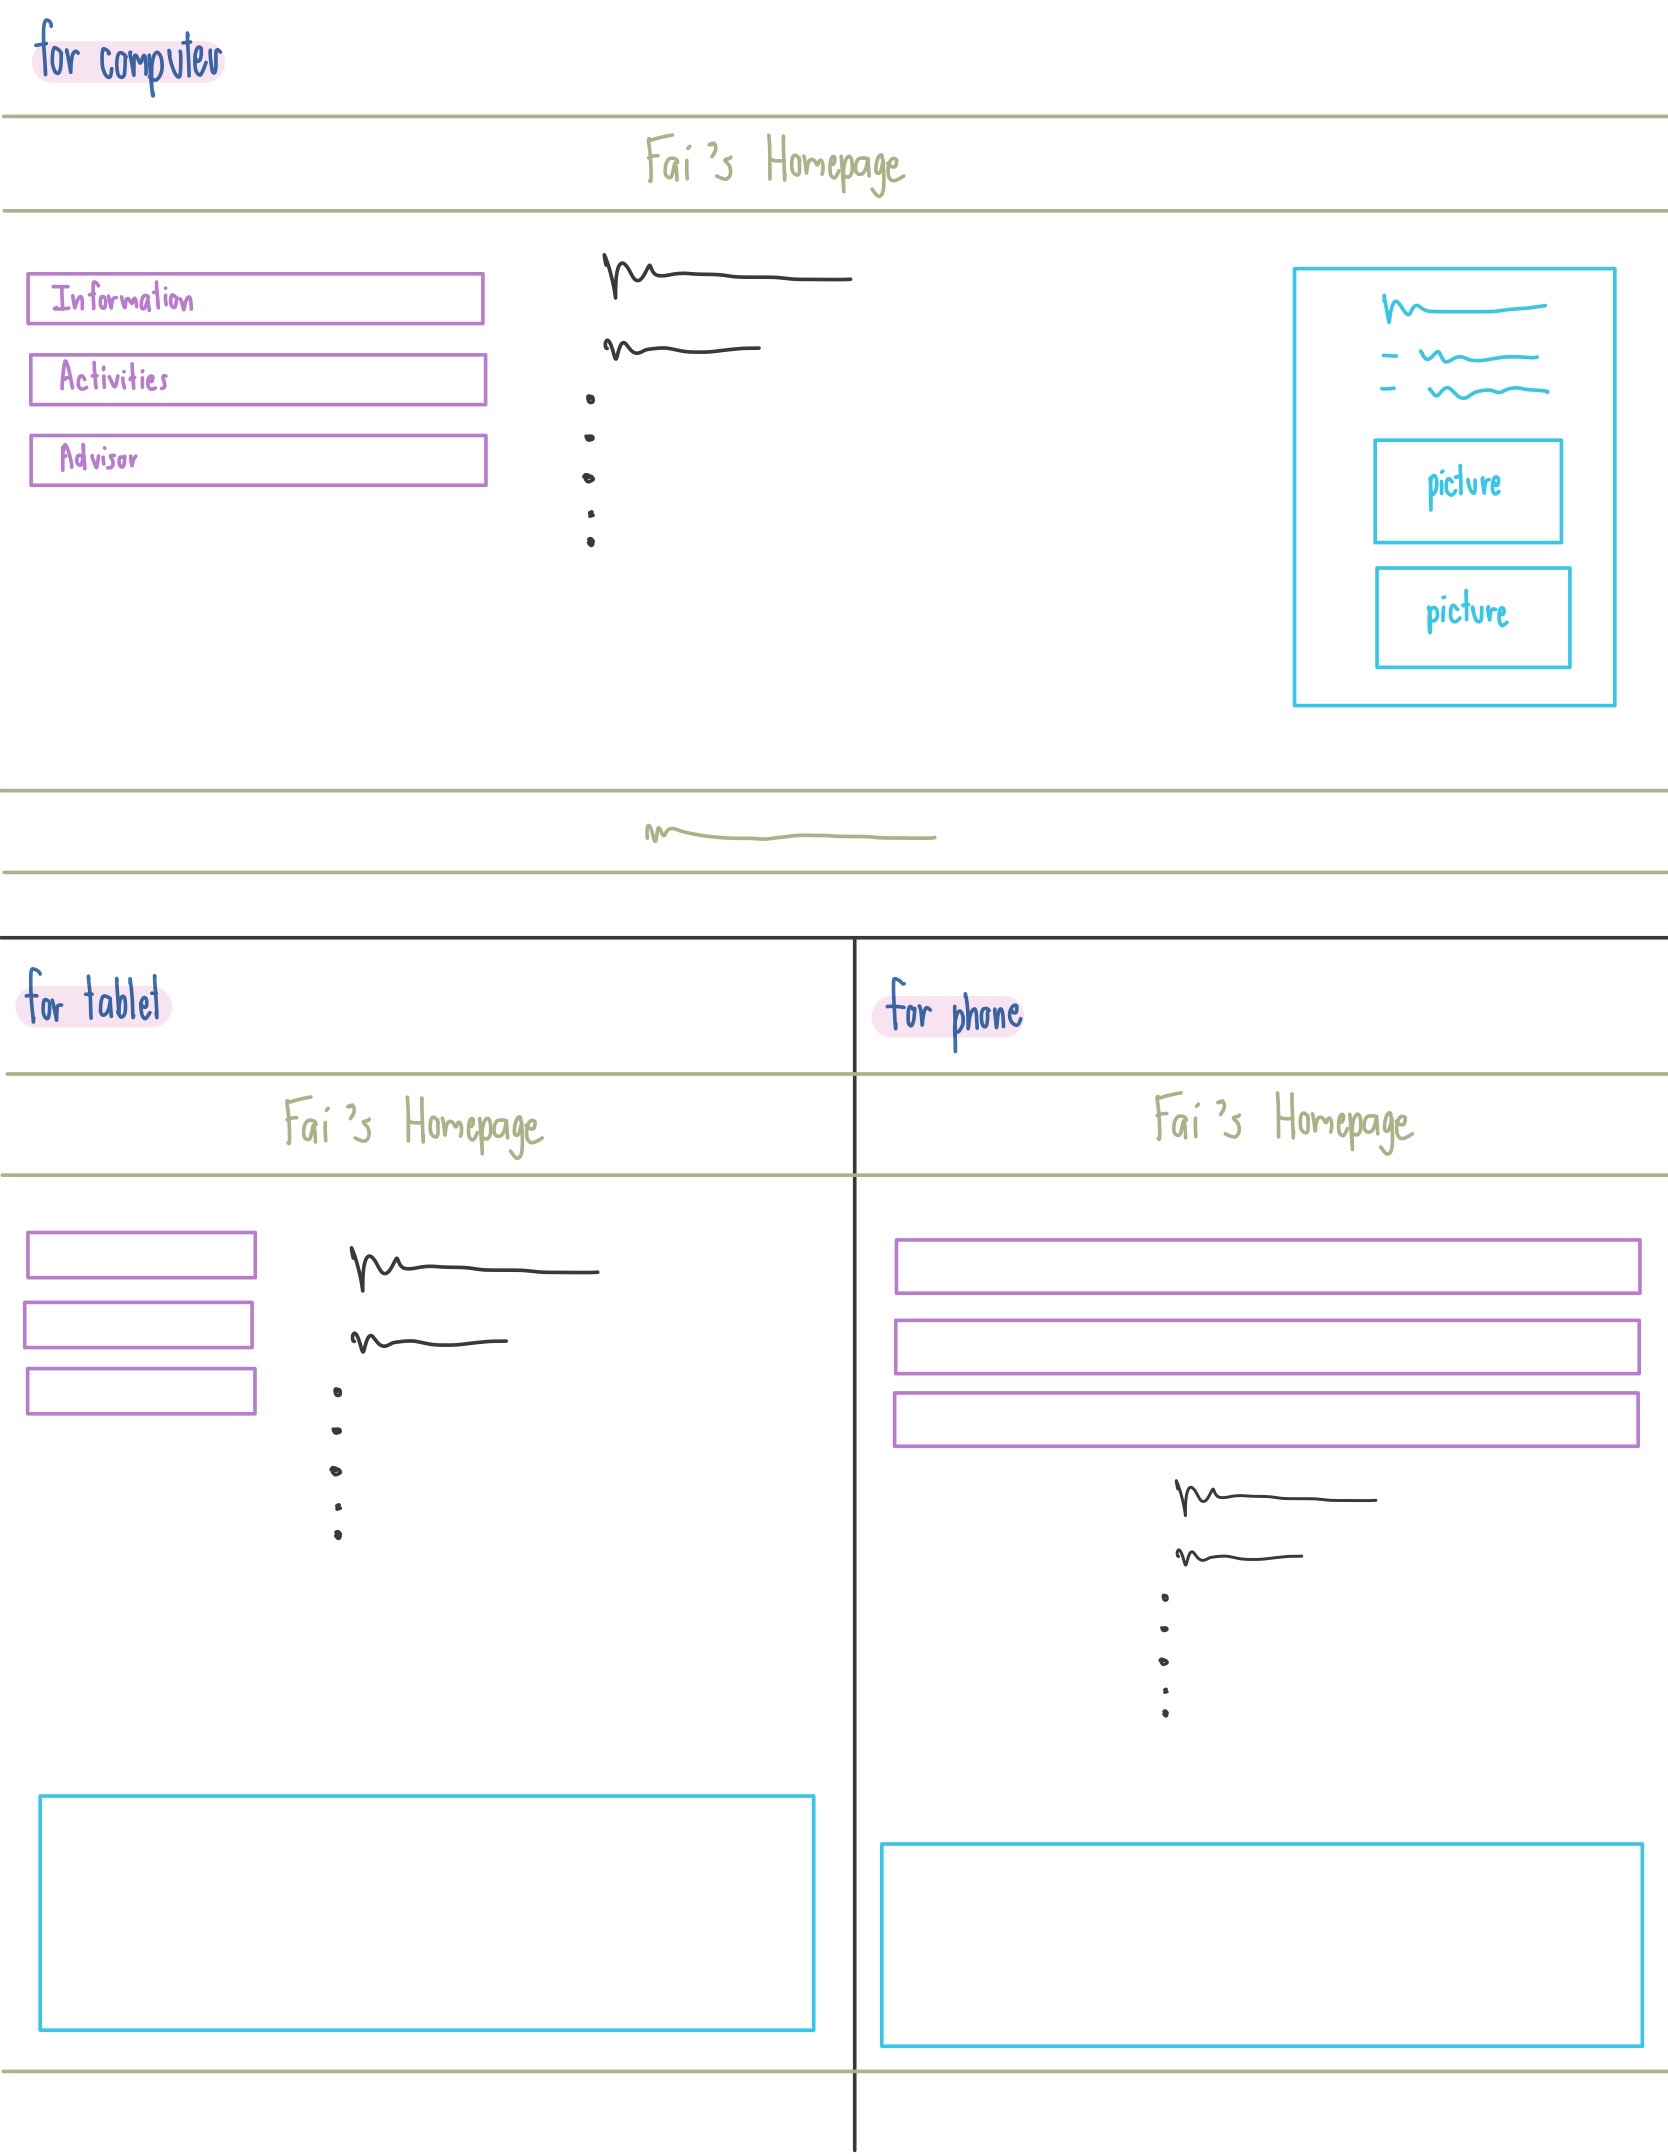 for computer
Fai's Homepage
Information
Activities
Advisor
picture
picture
for tablet
Fai's Homepage
for phone
Fai's Homepage